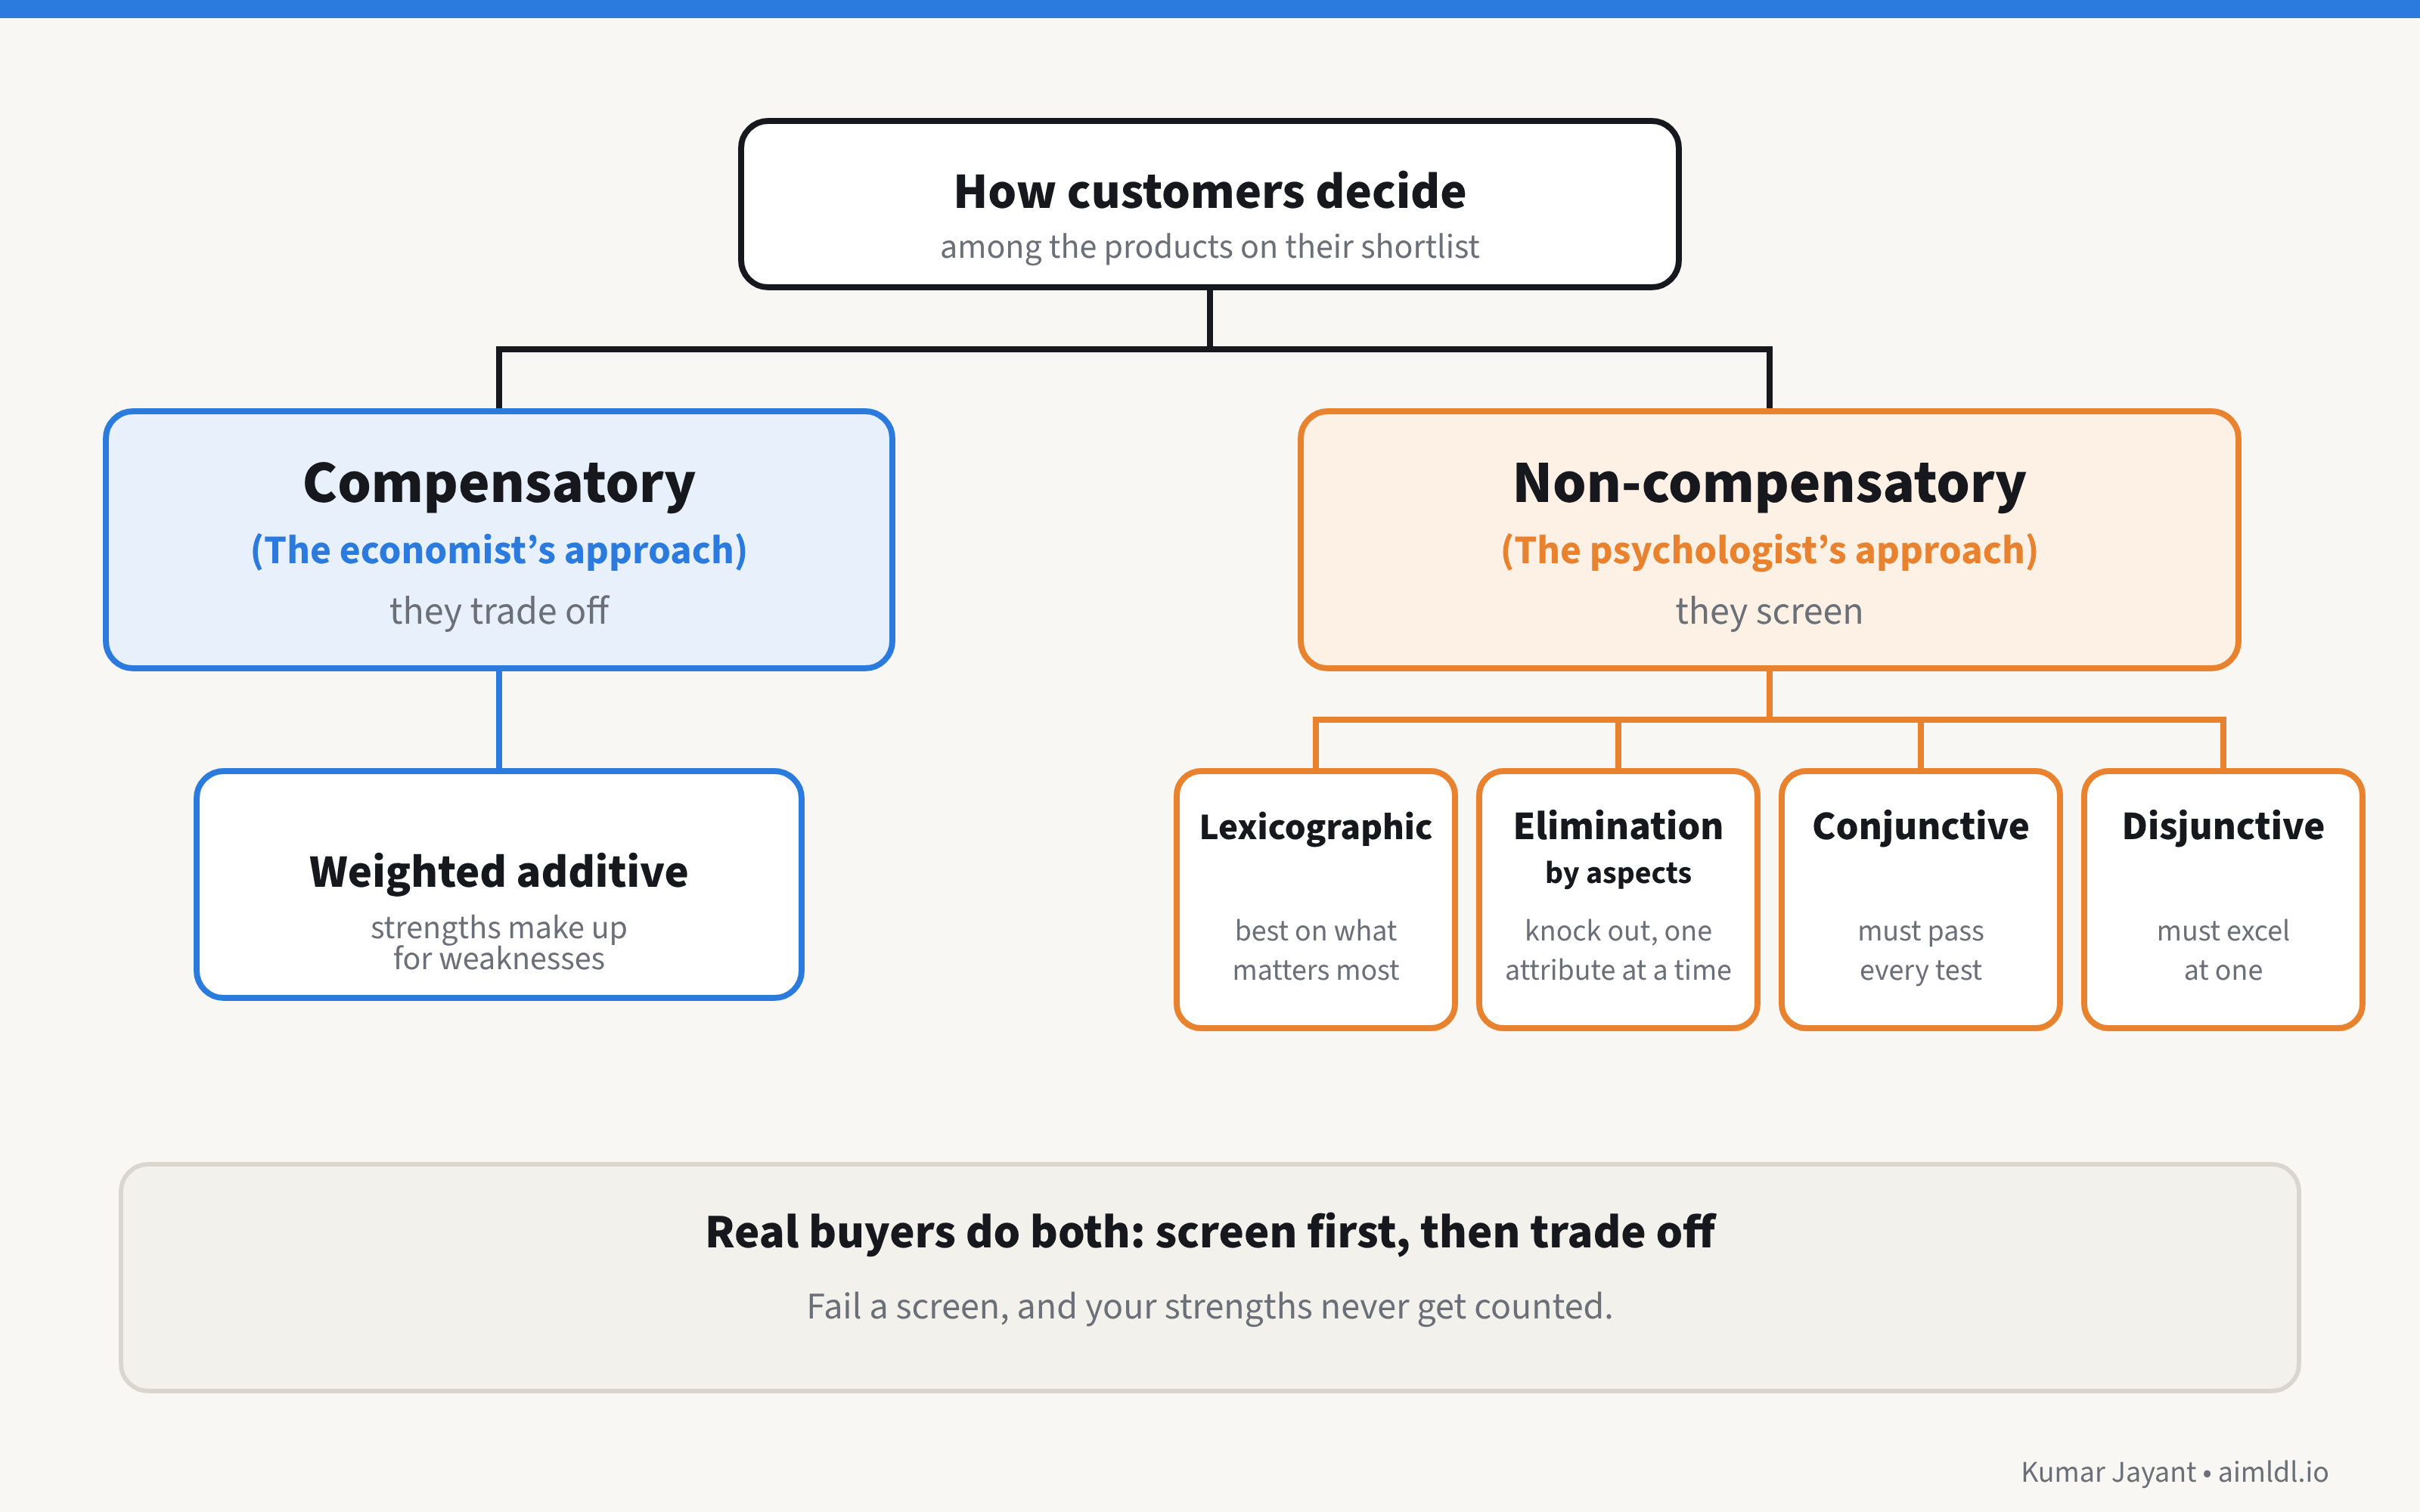 How customers decide
among the products on their shortlist
Compensatory
(The economist’s approach)
they trade off
Non-compensatory
(The psychologist’s approach)
they screen
Weighted additive
strengths make up
for weaknesses
Lexicographic
best on what
matters most
Elimination
by aspects
knock out, one
attribute at a time
Conjunctive
must pass
every test
Disjunctive
must excel
at one
Real buyers do both: screen first, then trade off
Fail a screen, and your strengths never get counted.
Kumar Jayant • aimldl.io